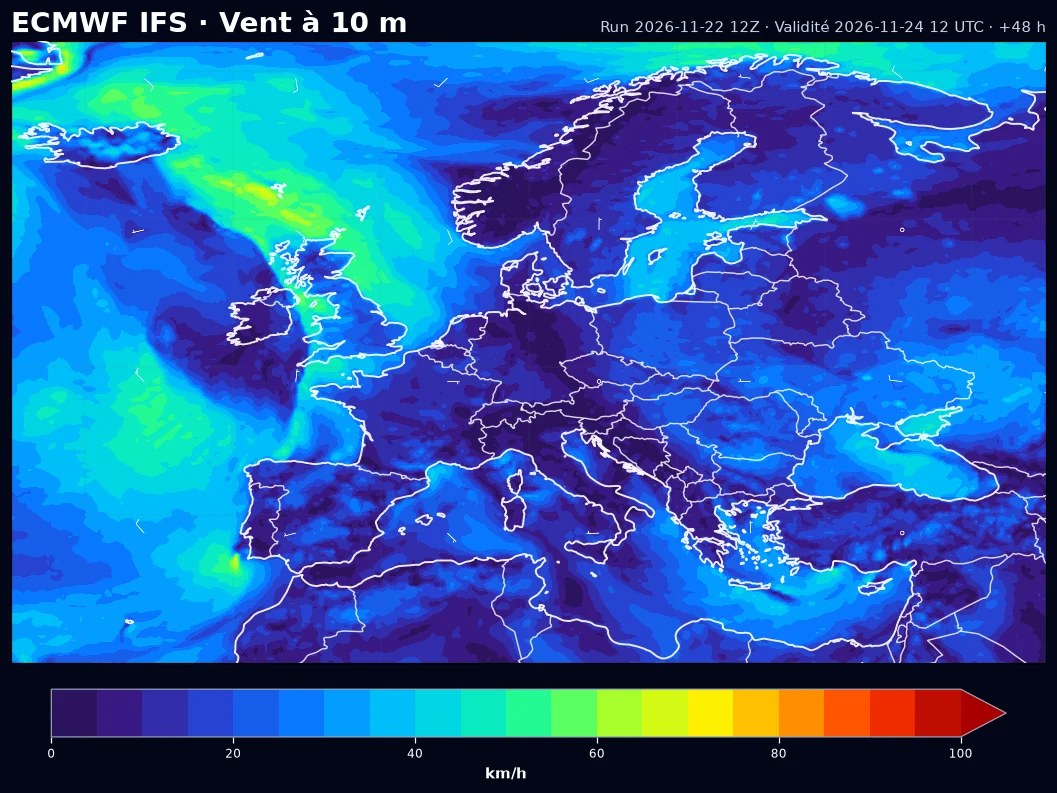 ECMWF IFS · Vent à 10 m
Run 2026-11-22 12Z · Validité 2026-11-24 12 UTC · +48 h
0 20 40 60 80 100
km/h